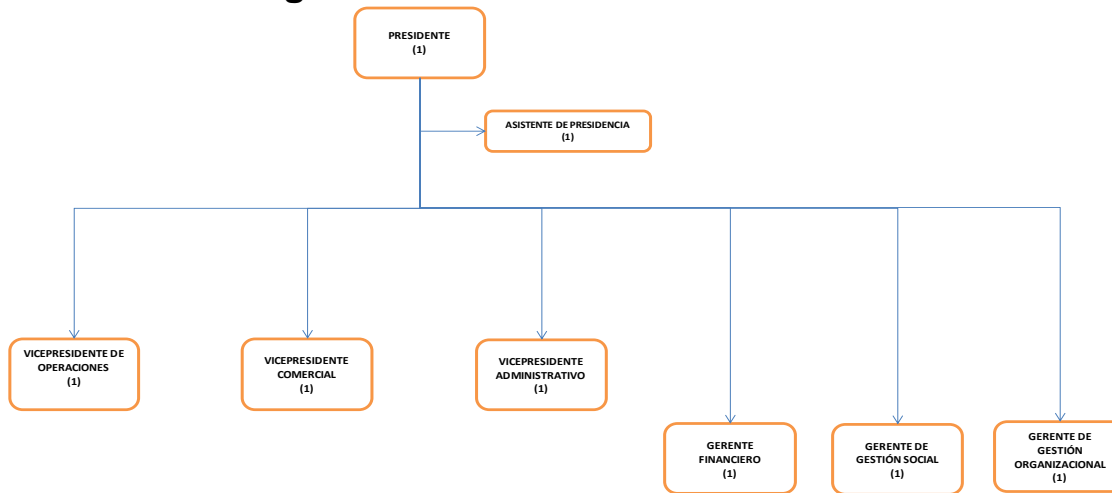 PRESIDENTE
(1)
ASISTENTE DE PRESIDENCIA
(1)
VICEPRESIDENTE DE
OPERACIONES
(1)
VICEPRESIDENTE
COMERCIAL
(1)
VICEPRESIDENTE
ADMINISTRATIVO
(1)
GERENTE
FINANCIERO
(1)
GERENTE DE
GESTIÓN SOCIAL
(1)
GERENTE DE
GESTIÓN
ORGANIZACIONAL
(1)